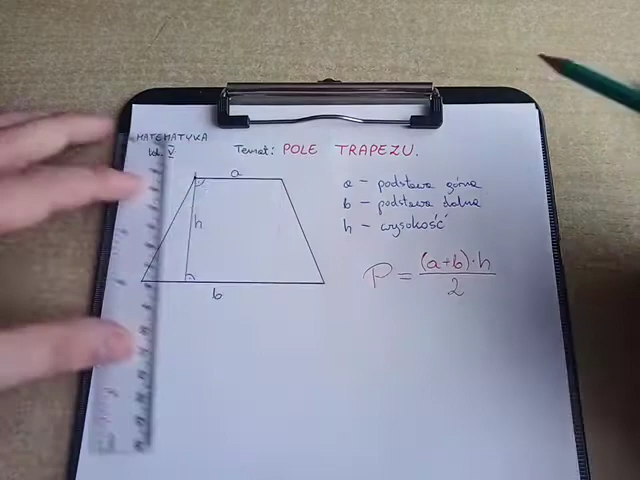 MATEMATYKA
kl. V
Temat: POLE TRAPEZU.
a
h
b
a - podstawa górna
b - podstawa dolna
h - wysokość
P = (a+b)·h
2